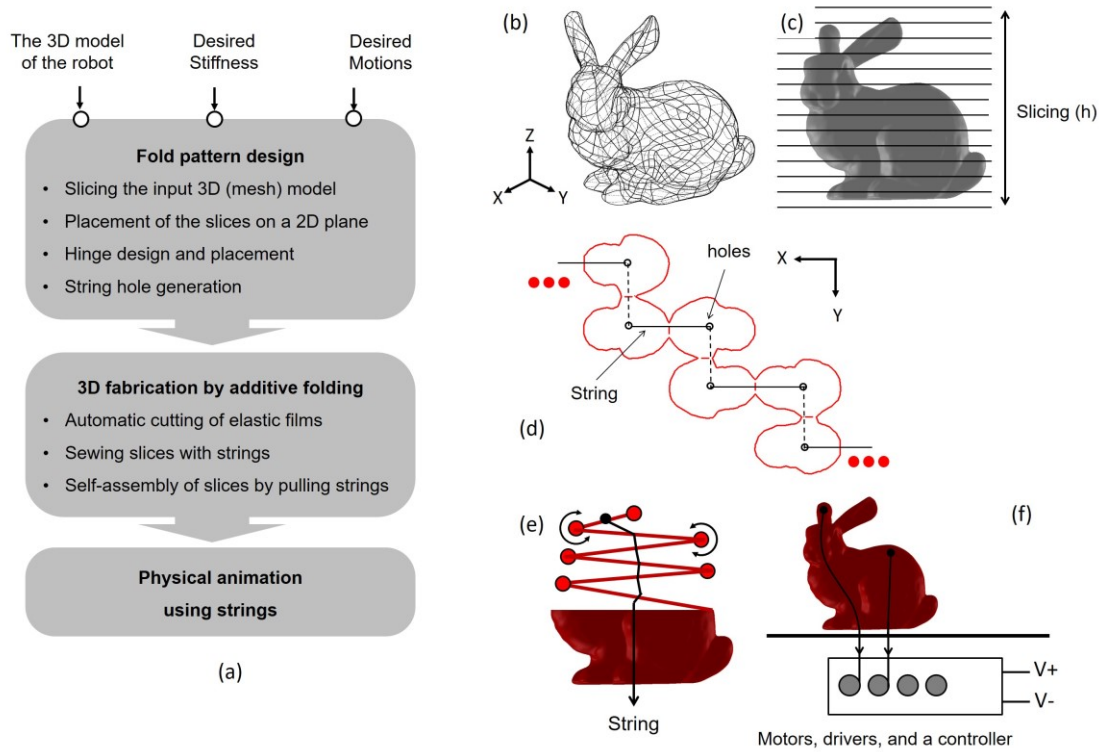 The 3D model
of the robot
Desired
Stiffness
Desired
Motions
Fold pattern design
• Slicing the input 3D (mesh) model
• Placement of the slices on a 2D plane
• Hinge design and placement
• String hole generation
3D fabrication by additive folding
• Automatic cutting of elastic films
• Sewing slices with strings
• Self-assembly of slices by pulling strings
Physical animation
using strings
(a)
(b)
Z
X
Y
(c)
Slicing (h)
holes
X
Y
String
(d)
(e)
String
(f)
V+
V-
Motors, drivers, and a controller